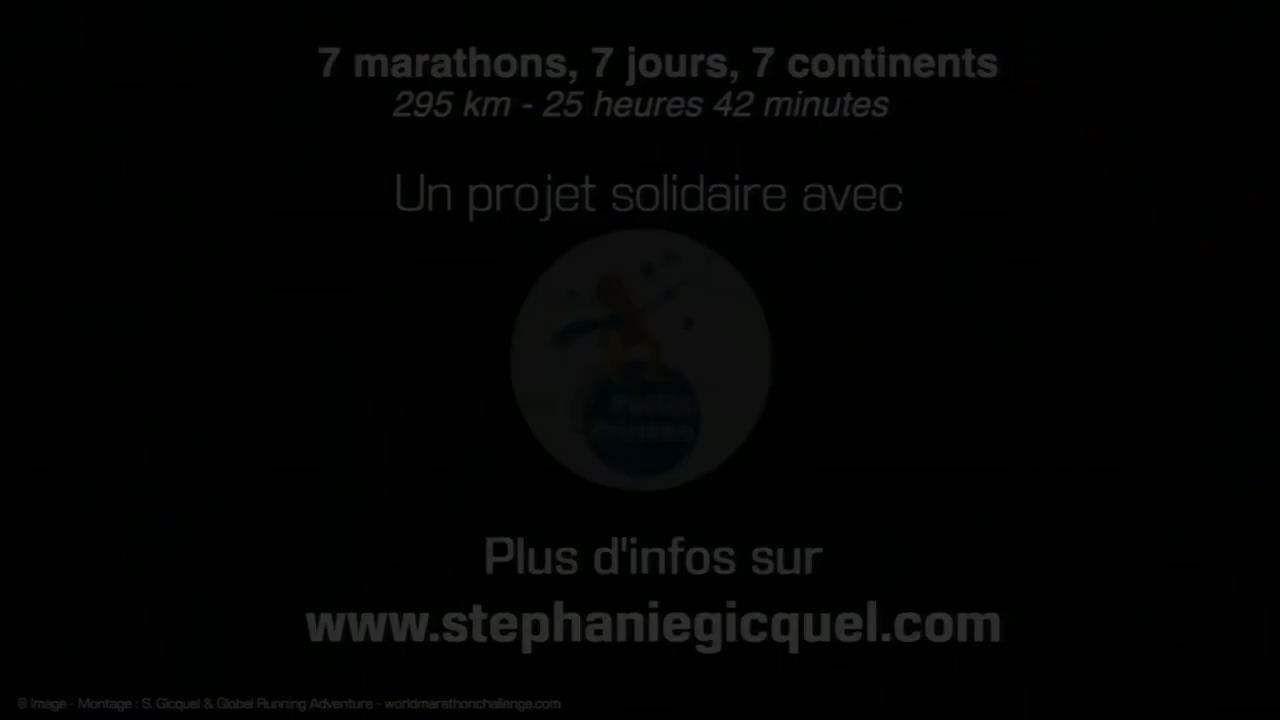 7 marathons, 7 jours, 7 continents
295 km - 25 heures 42 minutes
Un projet solidaire avec
Plus d'infos sur
www.stephaniegicquel.com
© Image - Montage : S. Gicquel & Global Running Adventure - worldmarathonchallenge.com